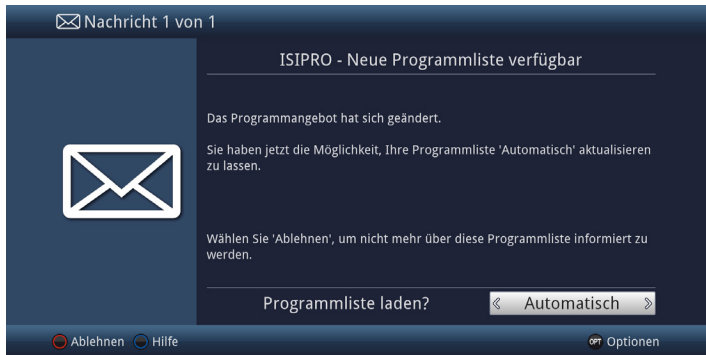 Nachricht 1 von 1
ISIPRO - Neue Programmliste verfügbar
Das Programmangebot hat sich geändert.
Sie haben jetzt die Möglichkeit, Ihre Programmliste 'Automatisch' aktualisieren
zu lassen.
Wählen Sie 'Ablehnen', um nicht mehr über diese Programmliste informiert zu
werden.
Programmliste laden? « Automatisch »
Ablehnen Hilfe OPT Optionen